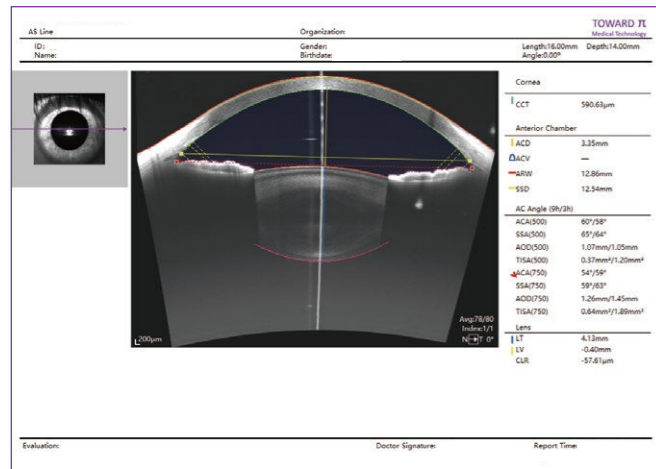 TOWARD π
Medical Technology
AS Line
Organization:
ID:
Gender:
Length:16.00mm Depth:14.00mm
Name:
Birthdate:
Angle:0.00°
Cornea
CCT 590.63μm
Anterior Chamber
ACD 3.35mm
ACV —
ARW 12.86mm
SSD 12.54mm
AC Angle (9h/3h)
ACA(500) 60°/58°
SSA(500) 65°/64°
AOD(500) 1.07mm/1.05mm
TISA(500) 0.37mm²/1.20mm²
ACA(750) 54°/59°
SSA(750) 59°/63°
AOD(750) 1.26mm/1.45mm
TISA(750) 0.64mm²/1.89mm²
Lens
LT 4.13mm
LV -0.40mm
CLR -57.61μm
Avg:78/80
Index:1/1
N→T 0°
200μm
Evaluation:
Doctor Signature:
Report Time: